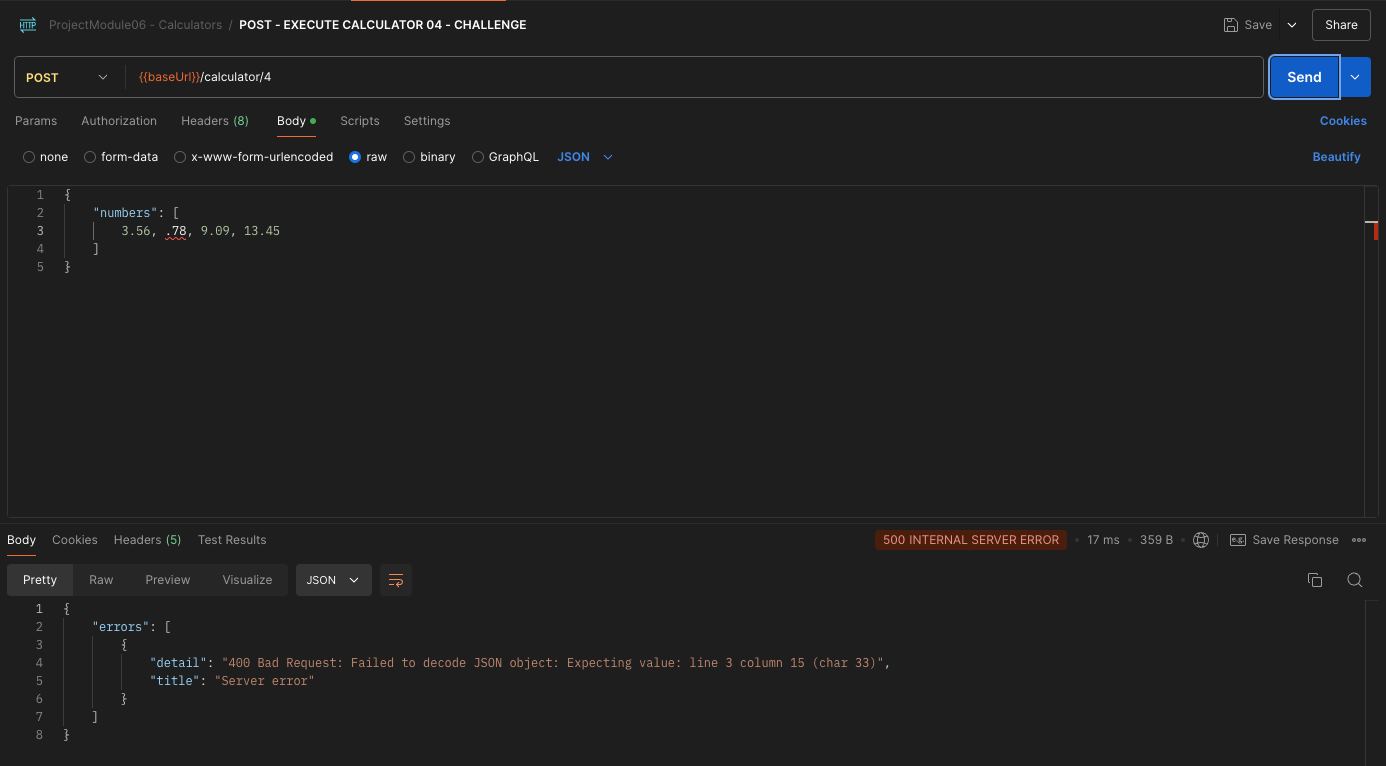 HTTP ProjectModule06 - Calculators / POST - EXECUTE CALCULATOR 04 - CHALLENGE Save Share
POST {{baseUrl}}/calculator/4 Send
Params Authorization Headers (8) Body Scripts Settings Cookies
none form-data x-www-form-urlencoded raw binary GraphQL JSON Beautify
1 {
2 "numbers": [
3 3.56, .78, 9.09, 13.45
4 ]
5 }
Body Cookies Headers (5) Test Results 500 INTERNAL SERVER ERROR • 17 ms • 359 B • e.g. Save Response
Pretty Raw Preview Visualize JSON
1 {
2 "errors": [
3 {
4 "detail": "400 Bad Request: Failed to decode JSON object: Expecting value: line 3 column 15 (char 33)",
5 "title": "Server error"
6 }
7 ]
8 }